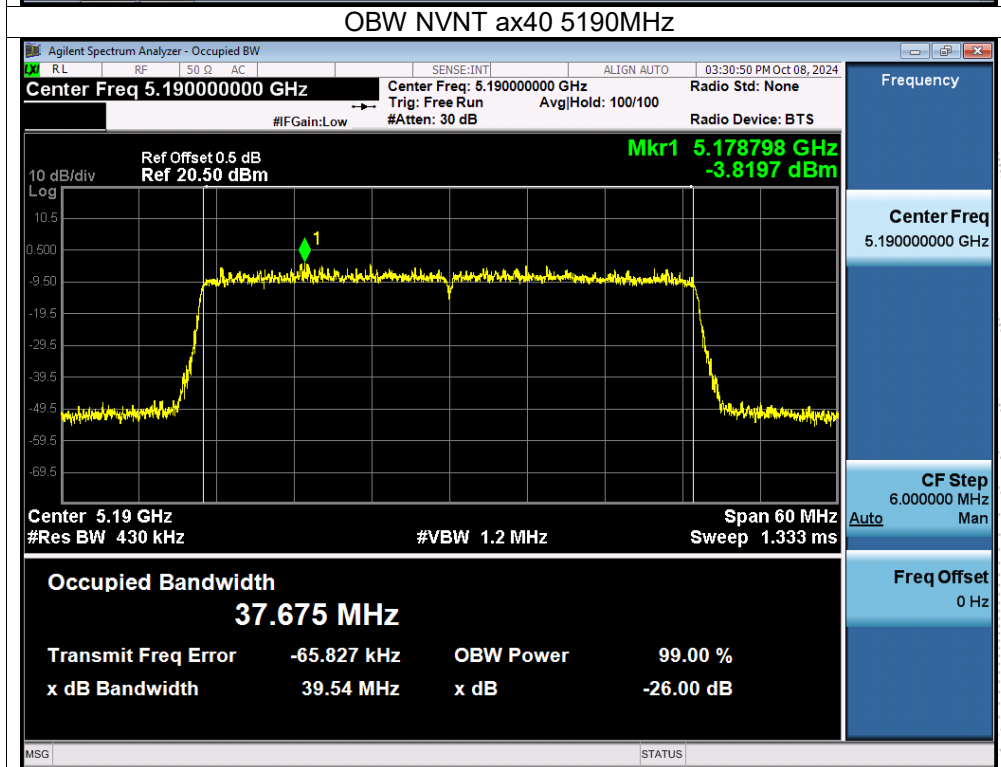 OBW NVNT ax40 5190MHz
Agilent Spectrum Analyzer - Occupied BW
LXI RL RF 50 Ω AC SENSE:INT ALIGN AUTO 03:30:50 PM Oct 08, 2024
Center Freq 5.190000000 GHz
Center Freq: 5.190000000 GHz
Radio Std: None
Trig: Free Run Avg|Hold: 100/100
#IFGain:Low #Atten: 30 dB
Radio Device: BTS
Frequency
Mkr1 5.178798 GHz
-3.8197 dBm
Ref Offset 0.5 dB
10 dB/div Ref 20.50 dBm
Log
10.5
0.500
-9.50
-19.5
-29.5
-39.5
-49.5
-59.5
-69.5
1
Center 5.19 GHz Span 60 MHz
#Res BW 430 kHz #VBW 1.2 MHz Sweep 1.333 ms
Occupied Bandwidth
37.675 MHz
Transmit Freq Error -65.827 kHz OBW Power 99.00 %
x dB Bandwidth 39.54 MHz x dB -26.00 dB
Center Freq
5.190000000 GHz
CF Step
6.000000 MHz
Auto Man
Freq Offset
0 Hz
MSG STATUS